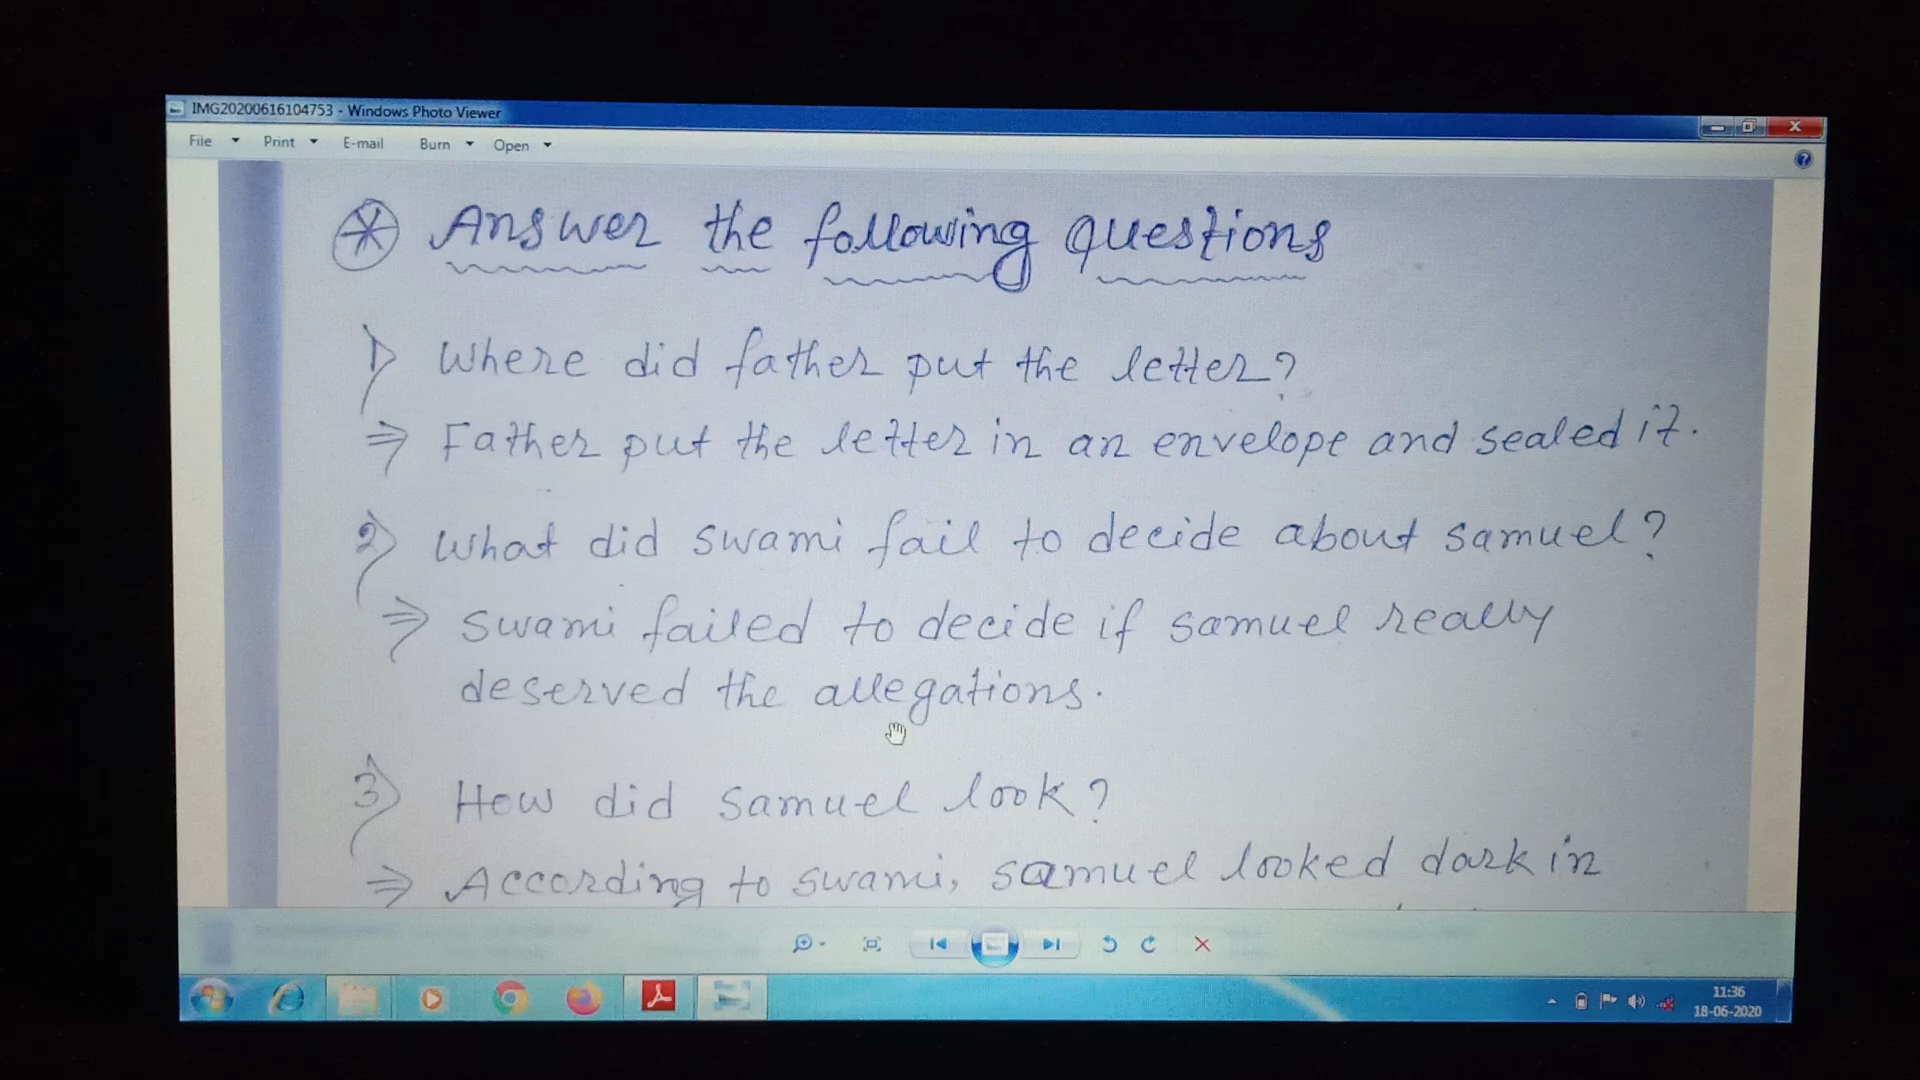 IMG20200616104753 - Windows Photo Viewer
File Print E-mail Burn Open
Answer the following Questions
1) Where did father put the letter?
⇒ Father put the letter in an envelope and sealed it.
2) What did swami fail to decide about samuel?
⇒ Swami failed to decide if samuel really
deserved the allegations.
3) How did samuel look?
⇒ According to swami, samuel looked dark in
11:36
18-06-2020